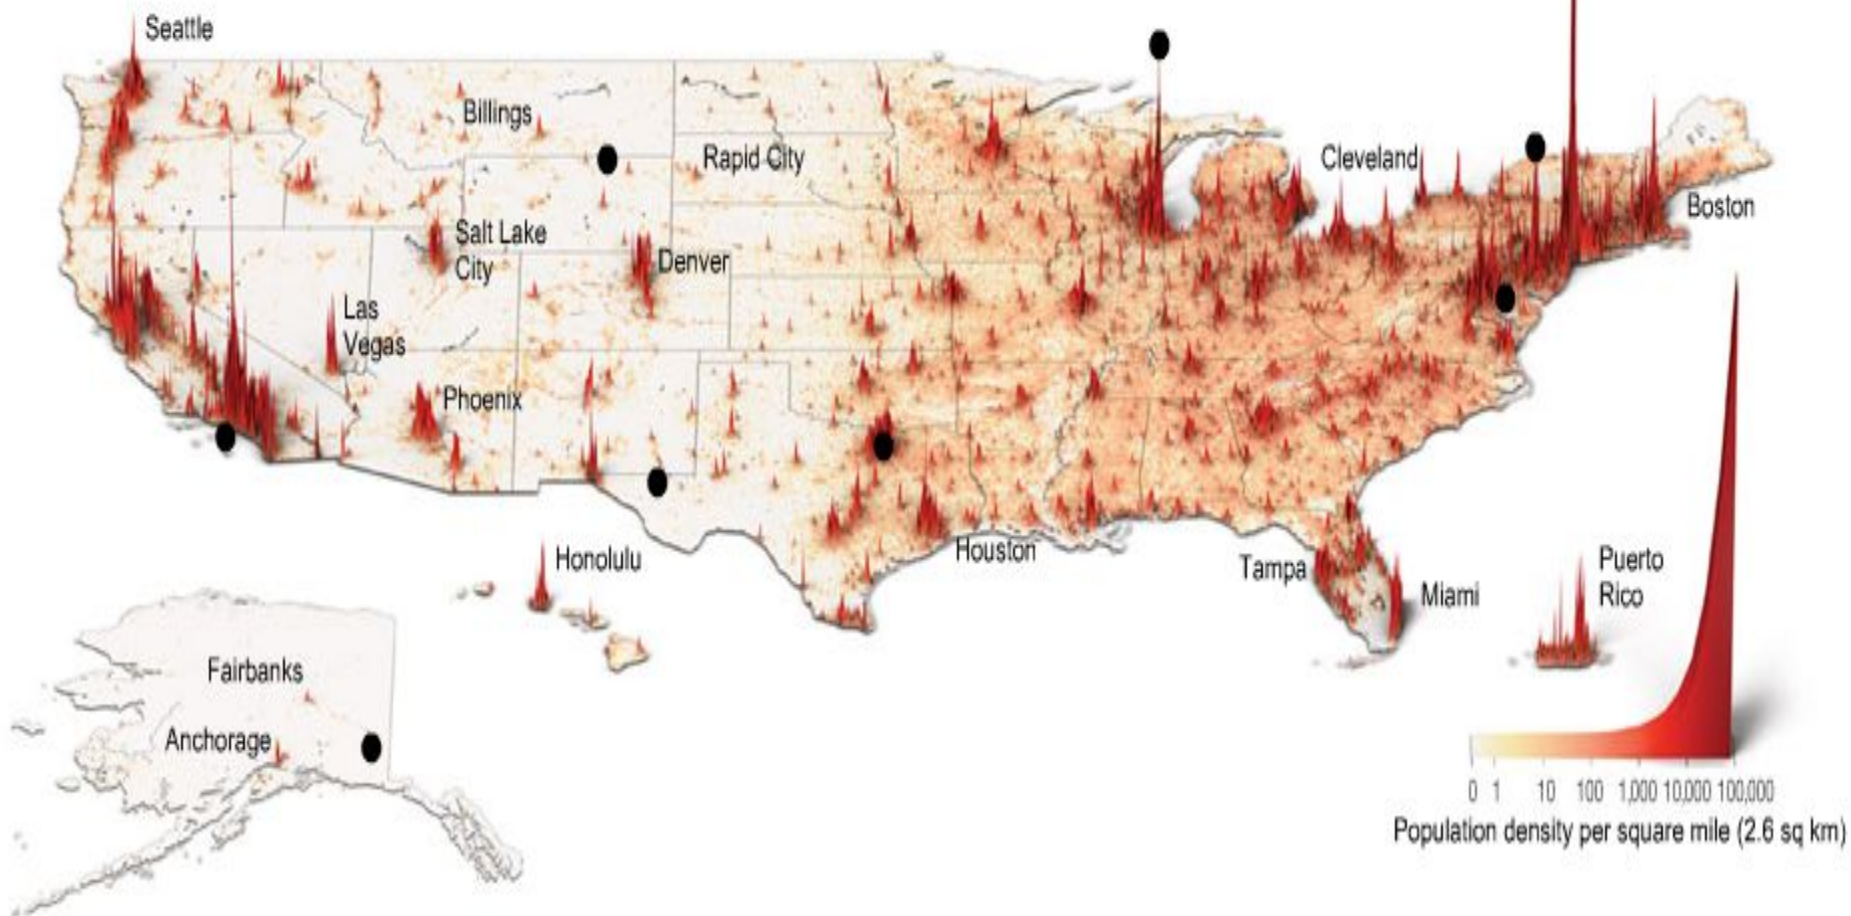 Seattle
Billings
Rapid City
Cleveland
Boston
Salt Lake
City
Denver
Las
Vegas
Phoenix
Honolulu
Houston
Tampa
Miami
Puerto
Rico
Fairbanks
Anchorage
0 1 10 100 1,000 10,000 100,000
Population density per square mile (2.6 sq km)